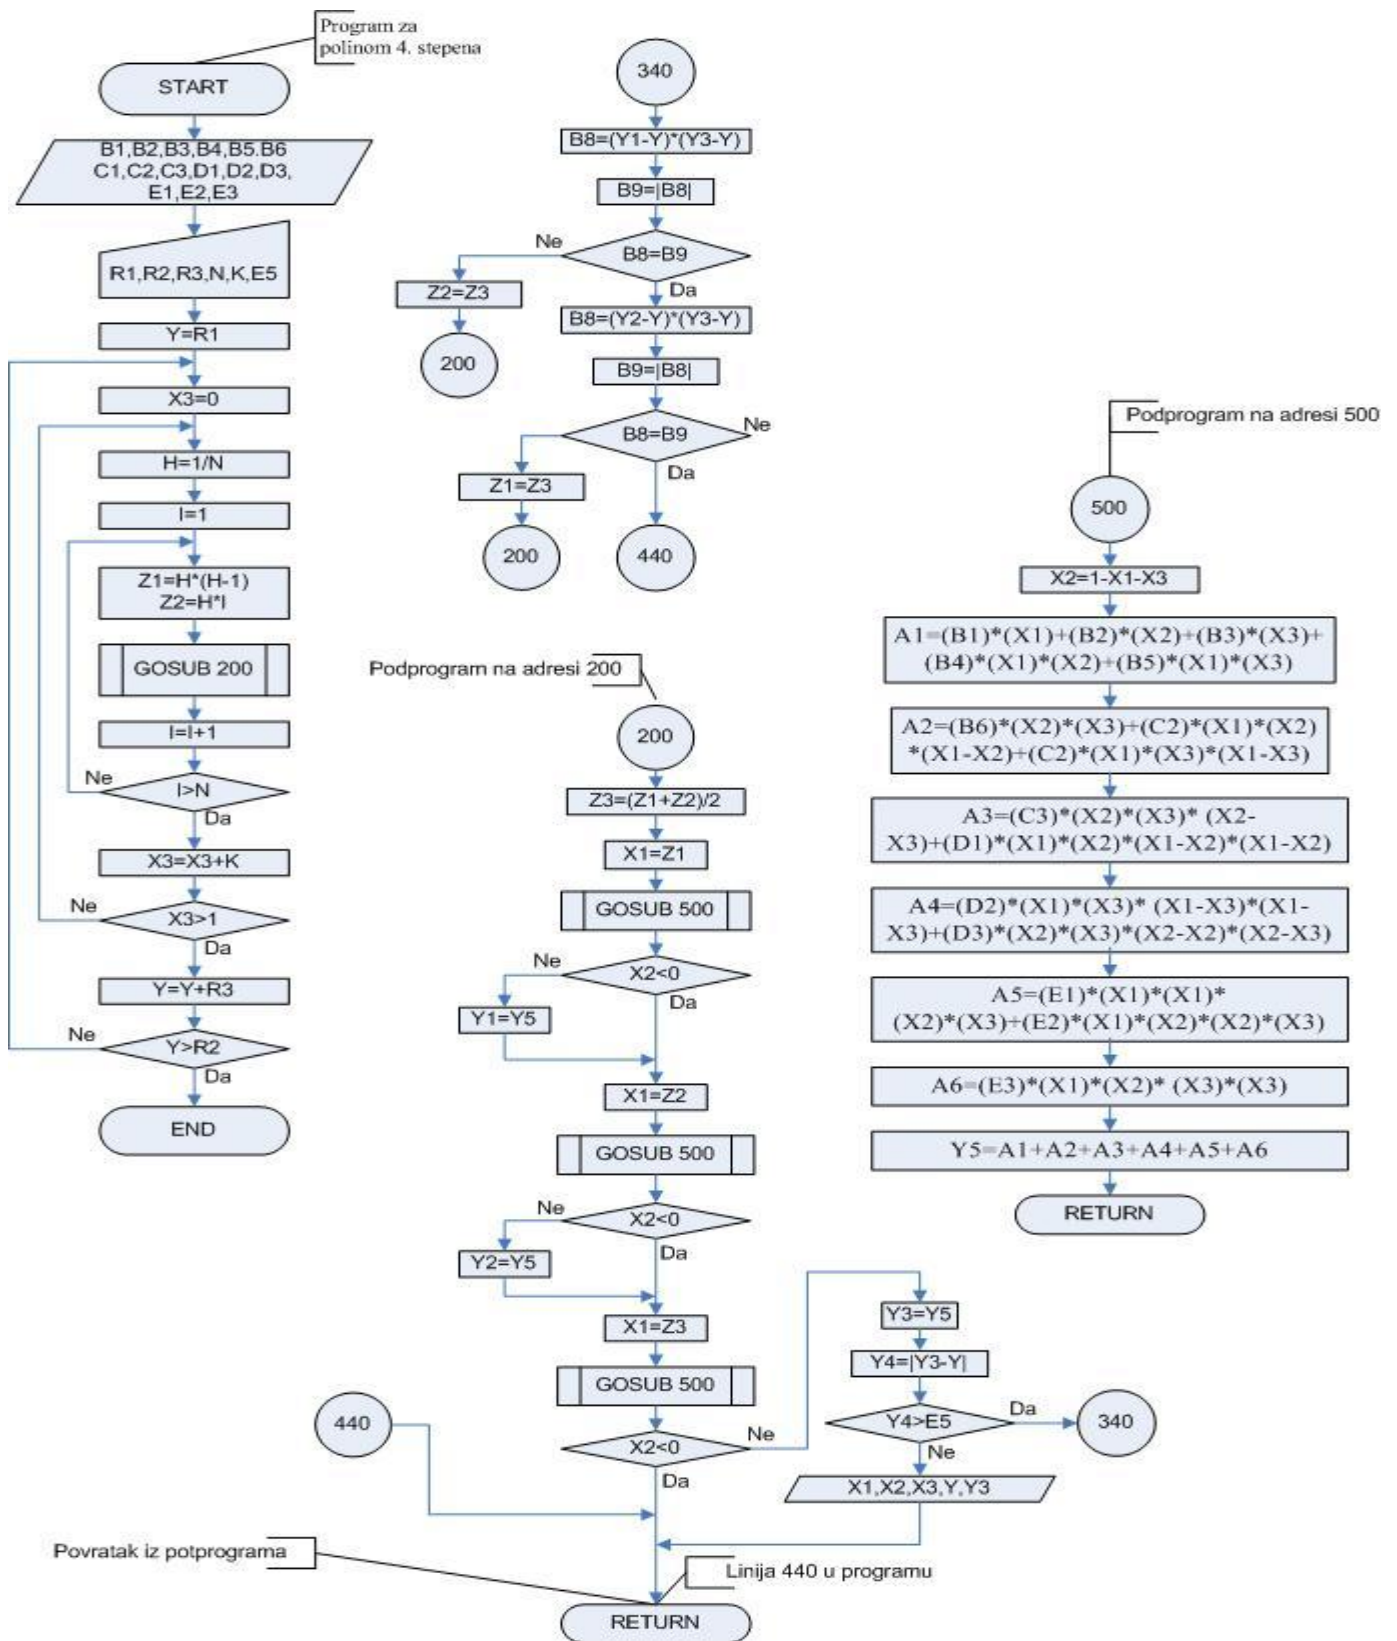 Program za
polinom 4. stepena
START
B1,B2,B3,B4,B5.B6
C1,C2,C3,D1,D2,D3,
E1,E2,E3
R1,R2,R3,N,K,E5
Y=R1
X3=0
H=1/N
I=1
Z1=H*(H-1)
Z2=H*I
GOSUB 200
I=I+1
Ne
I>N
Da
X3=X3+K
Ne
X3>1
Da
Y=Y+R3
Ne
Y>R2
Da
END
340
B8=(Y1-Y)*(Y3-Y)
B9=|B8|
Ne
B8=B9
Da
Z2=Z3
200
B8=(Y2-Y)*(Y3-Y)
B9=|B8|
Ne
B8=B9
Da
Z1=Z3
200
440
Podprogram na adresi 200
200
Z3=(Z1+Z2)/2
X1=Z1
GOSUB 500
Ne
X2<0
Da
Y1=Y5
X1=Z2
GOSUB 500
Ne
X2<0
Da
Y2=Y5
X1=Z3
GOSUB 500
440
X2<0
Ne
Da
Y3=Y5
Y4=|Y3-Y|
Y4>E5
Da
340
Ne
X1,X2,X3,Y,Y3
Povratak iz potprograma
Linija 440 u programu
RETURN
Podprogram na adresi 500
500
X2=1-X1-X3
A1=(B1)*(X1)+(B2)*(X2)+(B3)*(X3)+
(B4)*(X1)*(X2)+(B5)*(X1)*(X3)
A2=(B6)*(X2)*(X3)+(C2)*(X1)*(X2)
*(X1-X2)+(C2)*(X1)*(X3)*(X1-X3)
A3=(C3)*(X2)*(X3)* (X2-
X3)+(D1)*(X1)*(X2)*(X1-X2)*(X1-X2)
A4=(D2)*(X1)*(X3)* (X1-X3)*(X1-
X3)+(D3)*(X2)*(X3)*(X2-X2)*(X2-X3)
A5=(E1)*(X1)*(X1)*
(X2)*(X3)+(E2)*(X1)*(X2)*(X2)*(X3)
A6=(E3)*(X1)*(X2)* (X3)*(X3)
Y5=A1+A2+A3+A4+A5+A6
RETURN